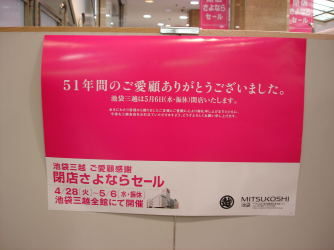 閉店さよなら
セール
51年間のご愛顧ありがとうございました。
池袋三越は5月6日(水・振休)閉店いたします。
池袋三越 ご愛顧感謝
閉店さよならセール
4/28(火)〜5/6(水・振休)
池袋三越全館にて開催
MITSUKOSHI
池袋